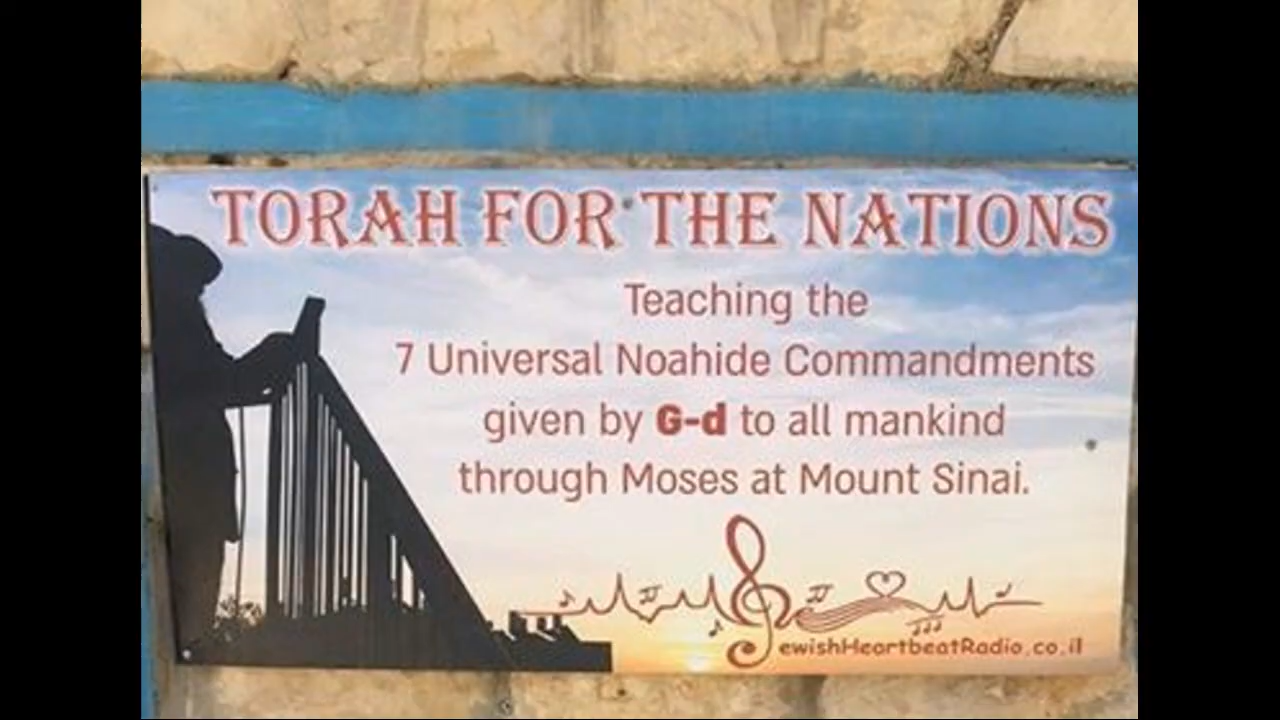 TORAH FOR THE NATIONS
Teaching the
7 Universal Noahide Commandments
given by G-d to all mankind
through Moses at Mount Sinai.
JewishHeartbeatRadio.co.il